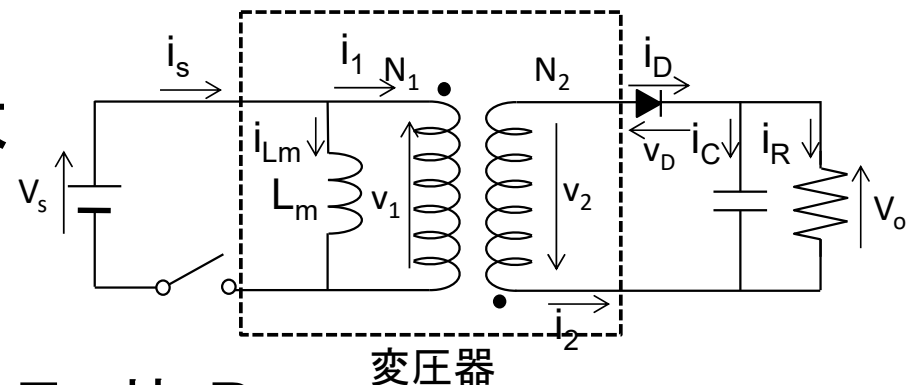 i_s
i_1
N_1
N_2
i_D
i_Lm
L_m
v_1
v_2
v_D
i_C
i_R
V_s
V_o
i_2
変圧器